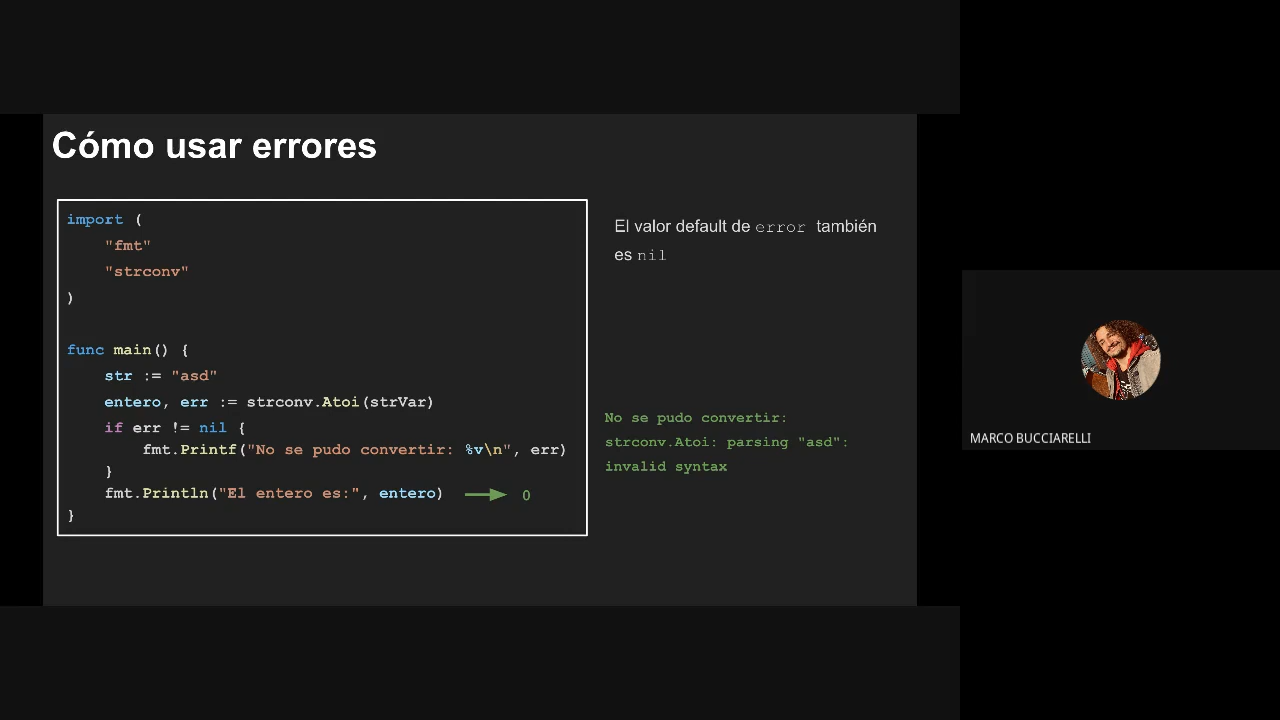 Cómo usar errores
import (
"fmt"
"strconv"
)
func main() {
str := "asd"
entero, err := strconv.Atoi(strVar)
if err != nil {
fmt.Printf("No se pudo convertir: %v\n", err)
}
fmt.Println("El entero es:", entero)
0
}
El valor default de error también
es nil
No se pudo convertir:
strconv.Atoi: parsing "asd":
invalid syntax
MARCO BUCCIARELLI